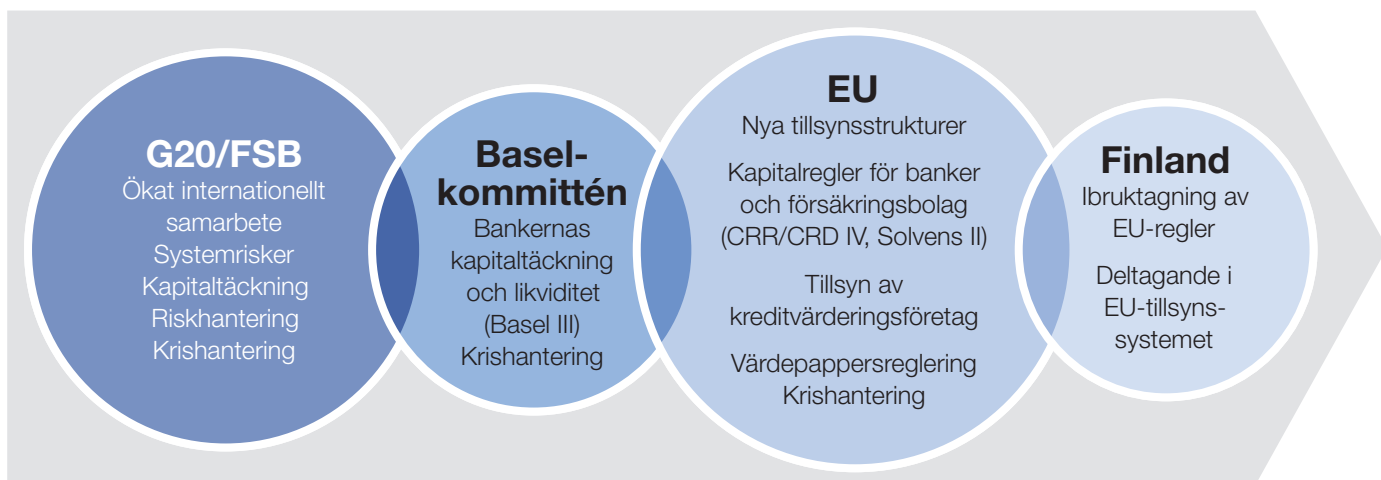 G20/FSB
Ökat internationellt
samarbete
Systemrisker
Kapitaltäckning
Riskhantering
Krishantering
Basel-
kommittén
Bankernas
kapitaltäckning
och likviditet
(Basel III)
Krishantering
EU
Nya tillsynsstrukturer
Kapitalregler för banker
och försäkringsbolag
(CRR/CRD IV, Solvens II)
Tillsyn av
kreditvärderingsföretag
Värdepappersreglering
Krishantering
Finland
Ibruktagning av
EU-regler
Deltagande i
EU-tillsyns-
systemet